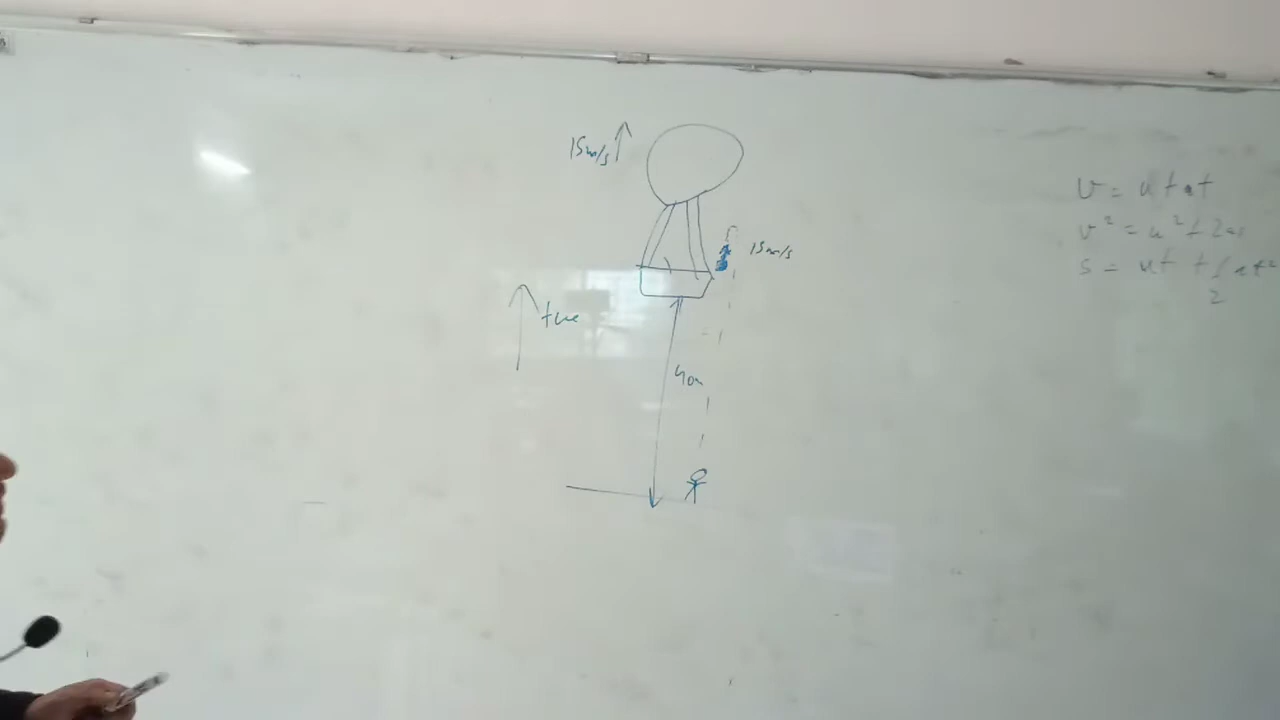 15m/s
15m/s
+ve
40m
v = u + at
v² = u² + 2as
s = ut + 1/2 at²